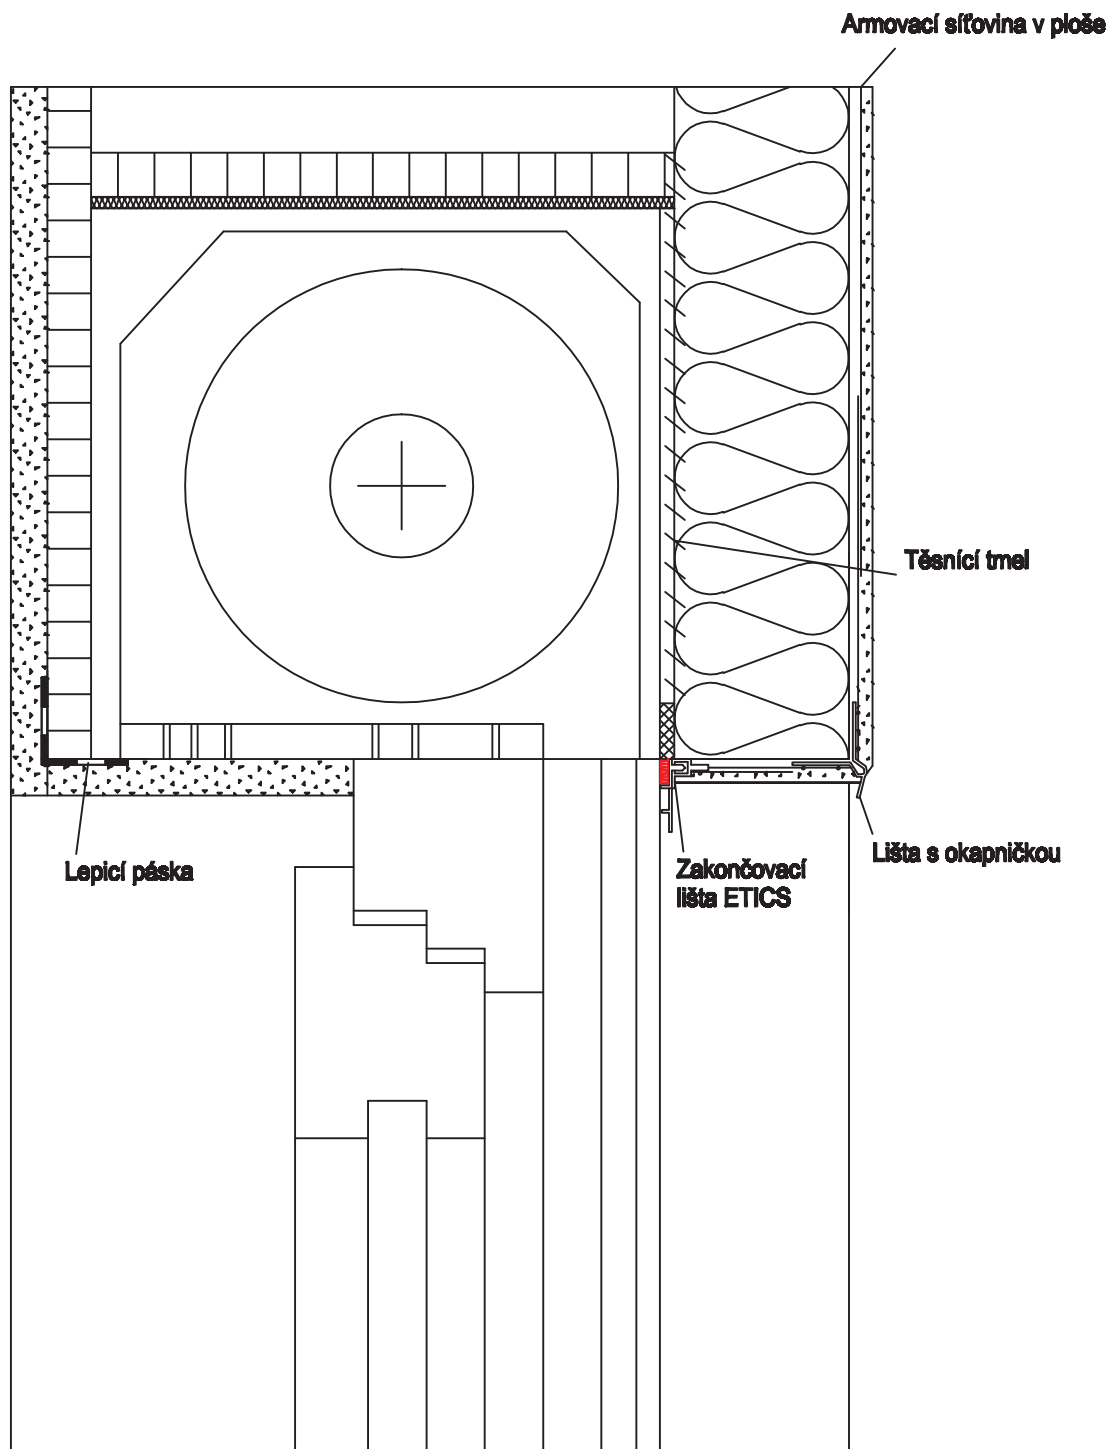 Armovací síťovina v ploše
Těsnící tmel
Lišta s okapničkou
Zakončovací
lišta ETICS
Lepicí páska